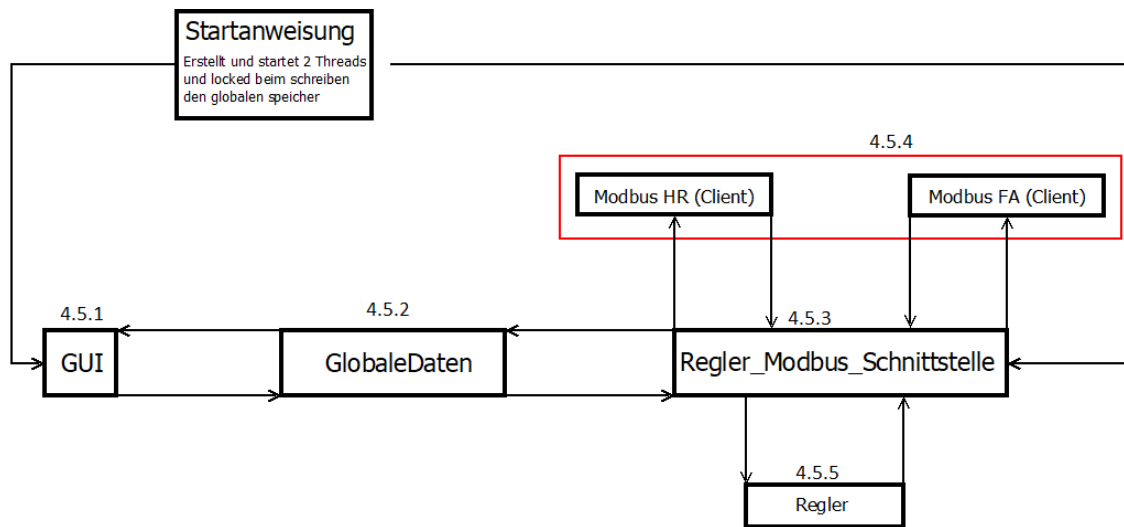 Startanweisung
Erstellt und startet 2 Threads
und locked beim schreiben
den globalen speicher
4.5.4
Modbus HR (Client)
Modbus FA (Client)
4.5.1
4.5.2
4.5.3
GUI
GlobaleDaten
Regler_Modbus_Schnittstelle
4.5.5
Regler